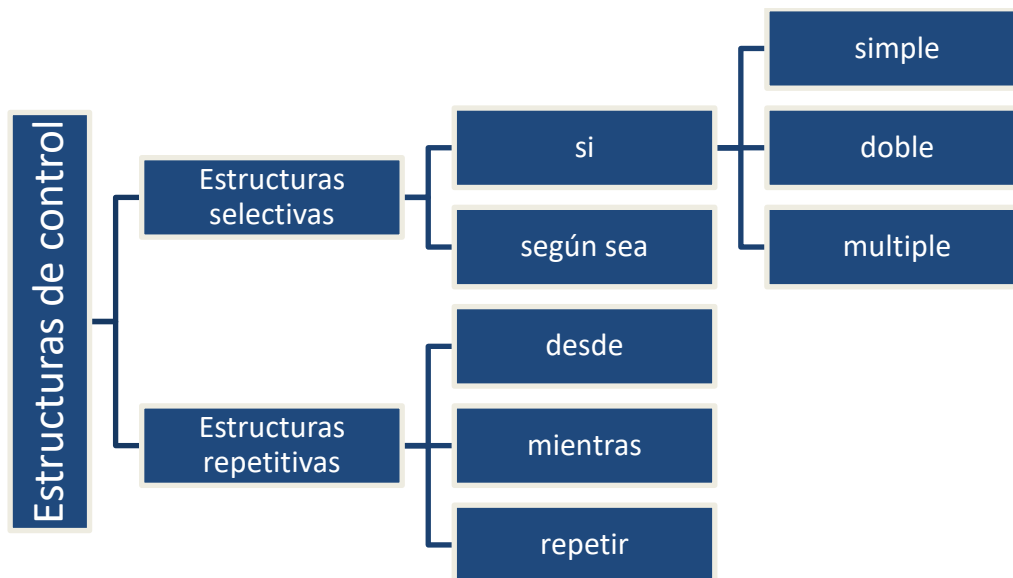 Estructuras de control
Estructuras
selectivas
si
simple
doble
multiple
según sea
Estructuras
repetitivas
desde
mientras
repetir